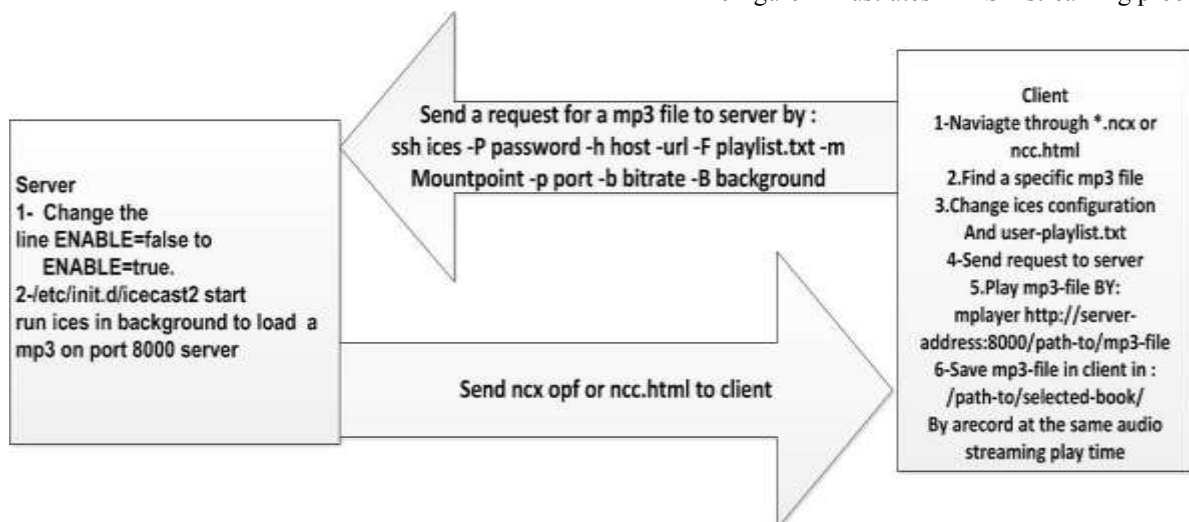 Server
1- Change the
line ENABLE=false to
ENABLE=true.
2-/etc/init.d/icecast2 start
run ices in background to load a
mp3 on port 8000 server
Send a request for a mp3 file to server by :
ssh ices -P password -h host -url -F playlist.txt -m
Mountpoint -p port -b bitrate -B background
Send ncx opf or ncc.html to client
Client
1-Naviagte through *.ncx or
ncc.html
2.Find a specific mp3 file
3.Change ices configuration
And user-playlist.txt
4-Send request to server
5.Play mp3-file BY:
mplayer http://server-
address:8000/path-to/mp3-file
6-Save mp3-file in client in :
/path-to/selected-book/
By arecord at the same audio
streaming play time